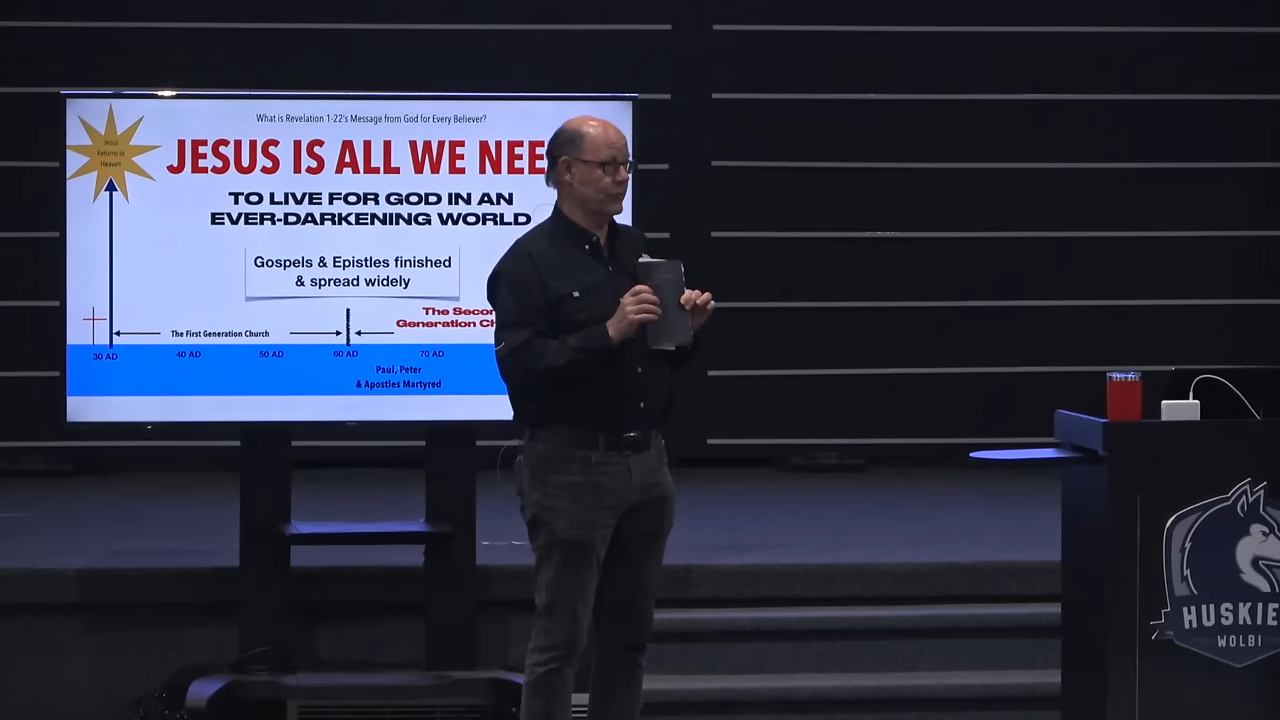 What is Revelation 1-22's Message from God for Every Believer?
Jesus
Returns to
Heaven
JESUS IS ALL WE NEE
TO LIVE FOR GOD IN AN
EVER-DARKENING WORLD
Gospels & Epistles finished
& spread widely
The Secon
Generation Ch
The First Generation Church
30 AD 40 AD 50 AD 60 AD 70 AD
Paul, Peter
& Apostles Martyred
HUSKIE
WOLBI